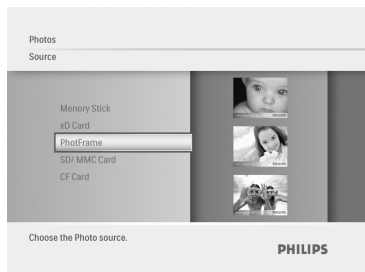 Photos
Source
Menory Stick
xD Card
PhotFrame
SD/ MMC Card
CF Card
PHILIPS
PHILIPS
PHILIPS
Choose the Photo source.
PHILIPS